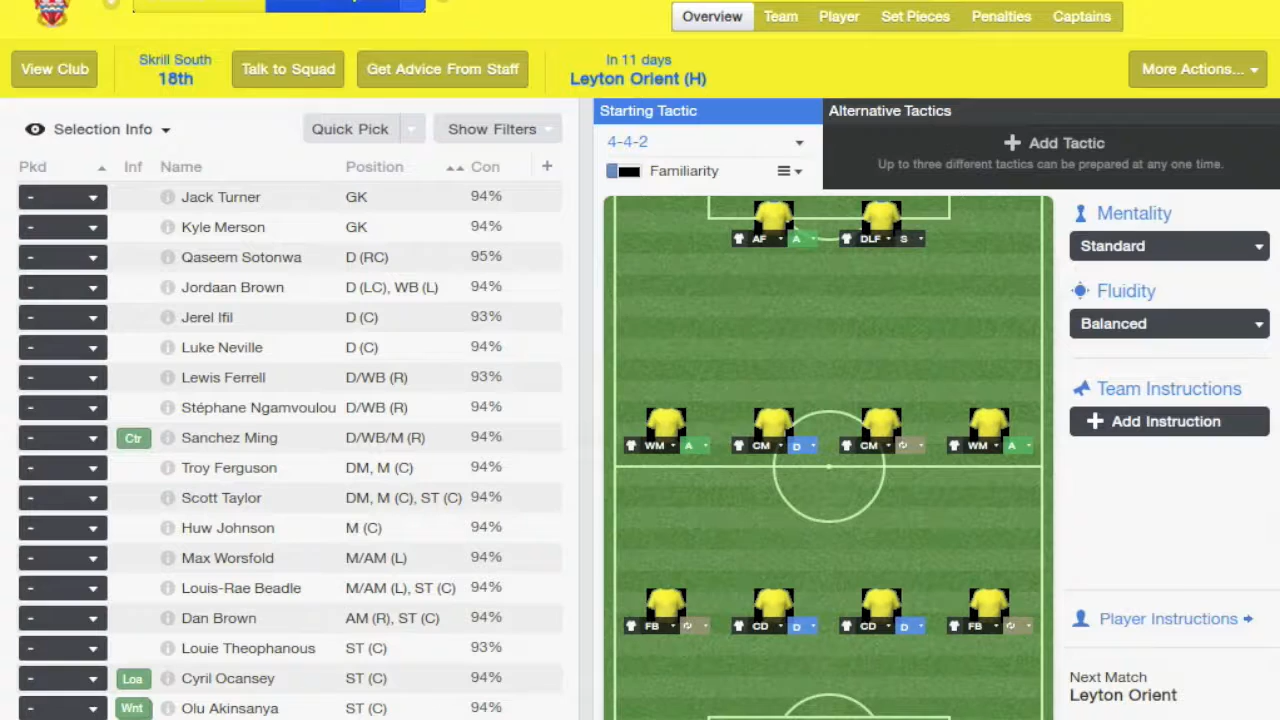 Overview Team Player Set Pieces Penalties Captains
View Club
Skrill South
18th
Talk to Squad
Get Advice From Staff
In 11 days
Leyton Orient (H)
More Actions...
Selection Info
Quick Pick
Show Filters
Pkd Inf Name Position Con +
- Jack Turner GK 94%
- Kyle Merson GK 94%
- Qaseem Sotonwa D (RC) 95%
- Jordaan Brown D (LC), WB (L) 94%
- Jerel Ifil D (C) 93%
- Luke Neville D (C) 94%
- Lewis Ferrell D/WB (R) 93%
- Stéphane Ngamvoulou D/WB (R) 94%
- Ctr Sanchez Ming D/WB/M (R) 94%
- Troy Ferguson DM, M (C) 94%
- Scott Taylor DM, M (C), ST (C) 94%
- Huw Johnson M (C) 94%
- Max Worsfold M/AM (L) 94%
- Louis-Rae Beadle M/AM (L), ST (C) 94%
- Dan Brown AM (R), ST (C) 94%
- Louie Theophanous ST (C) 93%
- Loa Cyril Ocansey ST (C) 94%
- Wnt Olu Akinsanya ST (C) 94%
Starting Tactic
4-4-2
Familiarity
Alternative Tactics
+ Add Tactic
Up to three different tactics can be prepared at any one time.
AF A DLF S
WM A CM D CM WM A
FB CD D CD D FB
Mentality
Standard
Fluidity
Balanced
Team Instructions
+ Add Instruction
Player Instructions
Next Match
Leyton Orient